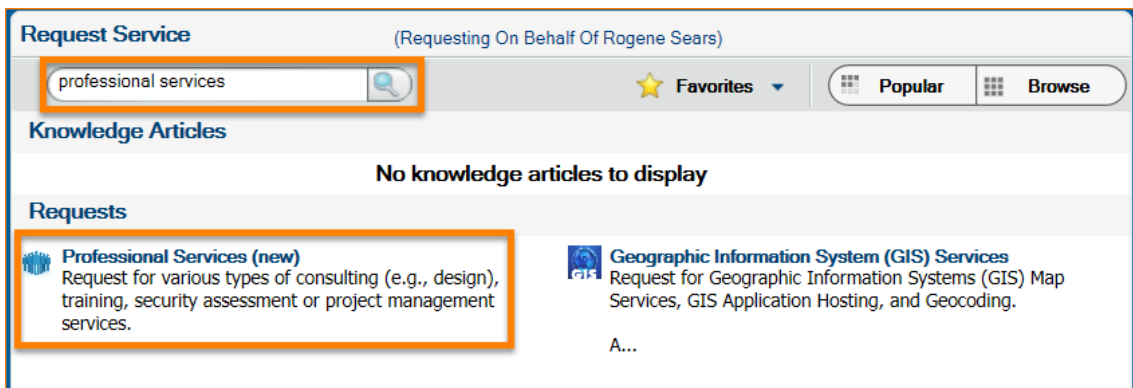 Request Service
(Requesting On Behalf Of Rogene Sears)
professional services
Favorites
Popular
Browse
Knowledge Articles
No knowledge articles to display
Requests
Professional Services (new)
Request for various types of consulting (e.g., design),
training, security assessment or project management
services.
GIS
Geographic Information System (GIS) Services
Request for Geographic Information Systems (GIS) Map
Services, GIS Application Hosting, and Geocoding.
A...